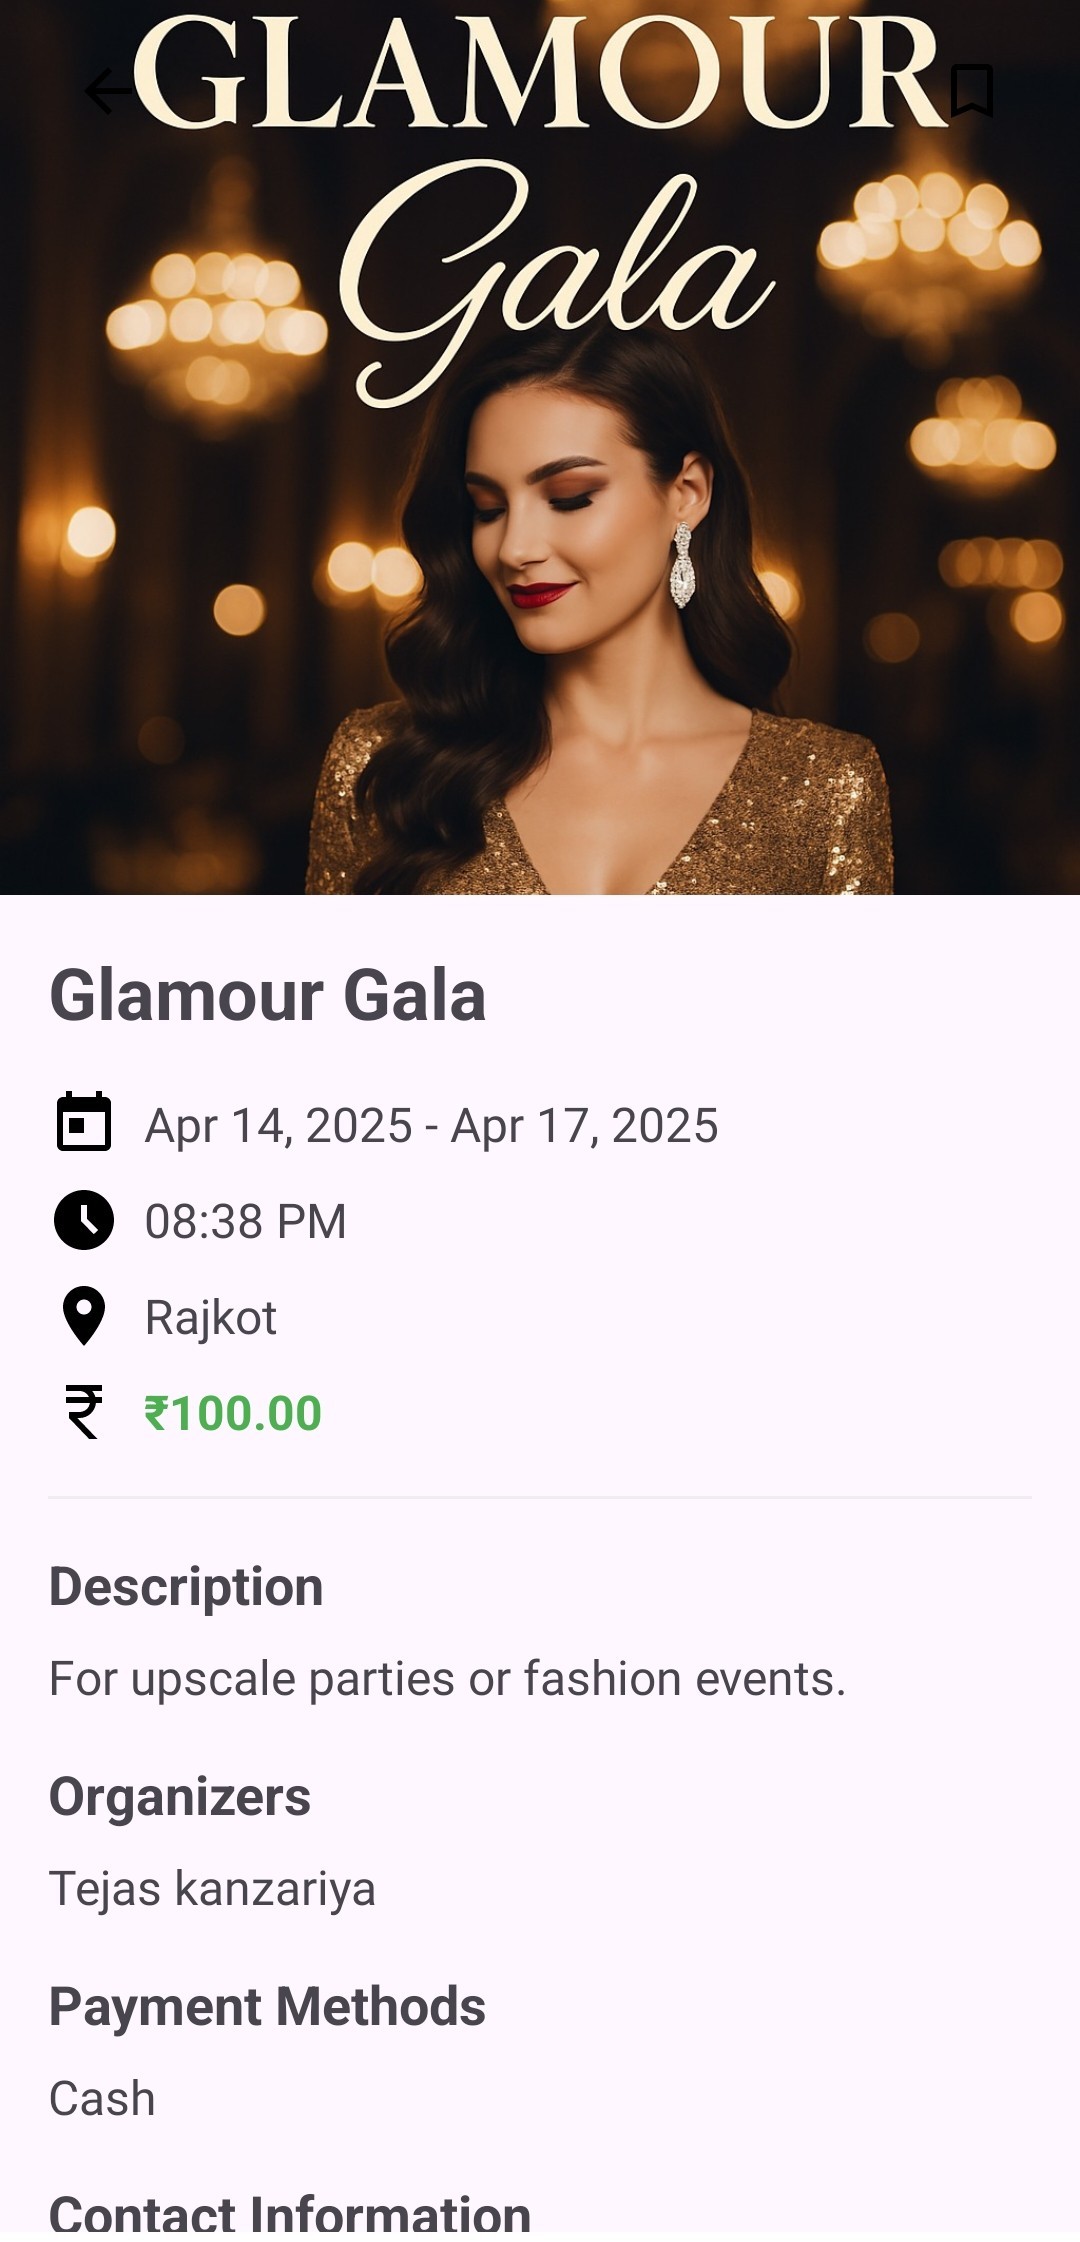 GLAMOUR
Gala
Glamour Gala
Apr 14, 2025 - Apr 17, 2025
08:38 PM
Rajkot
₹100.00
Description
For upscale parties or fashion events.
Organizers
Tejas kanzariya
Payment Methods
Cash
Contact Information